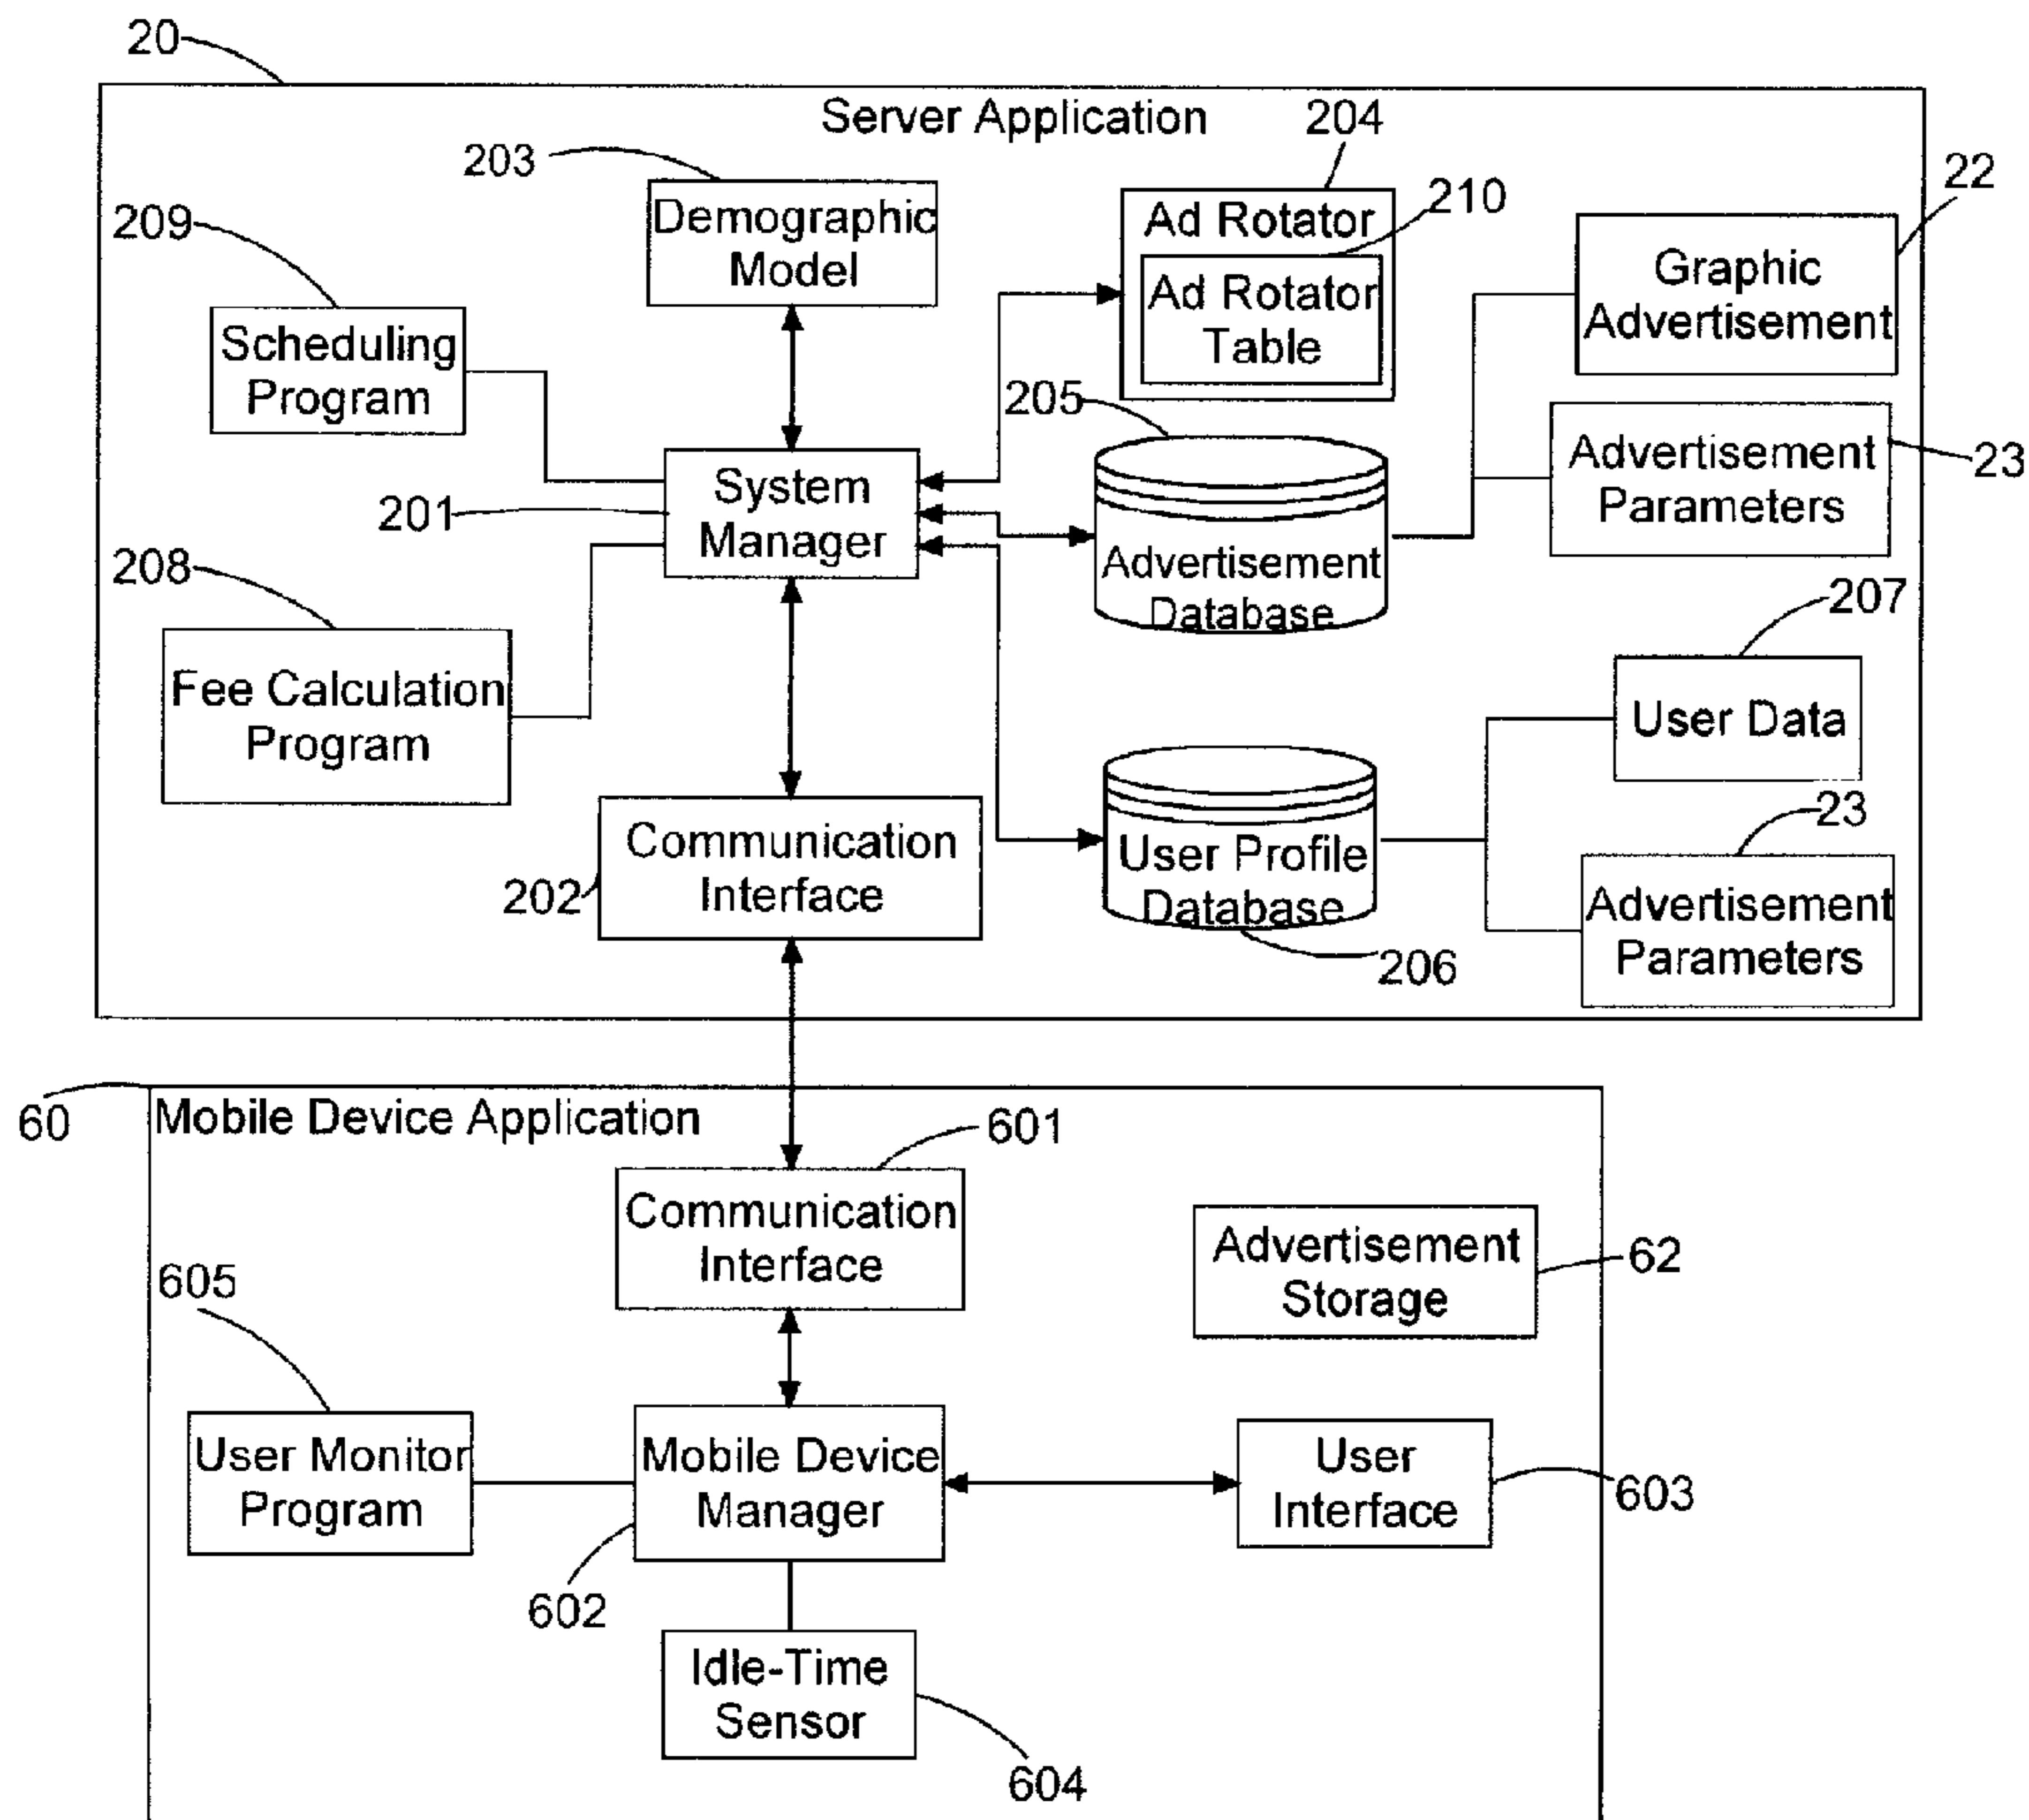 20
Server Application
204
203
22
Demographic
Model
Ad Rotator
210
209
Graphic
Advertisement
Ad Rotator
Table
Scheduling
Program
205
Advertisement
Parameters
23
System
Manager
201
Advertisement
Database
208
207
Fee Calculation
Program
User Data
Communication
Interface
202
23
User Profile
Database
206
Advertisement
Parameters
60
Mobile Device Application
601
Communication
Interface
Advertisement
Storage
62
605
User Monitor
Program
Mobile Device
Manager
User
Interface
603
602
Idle-Time
Sensor
604